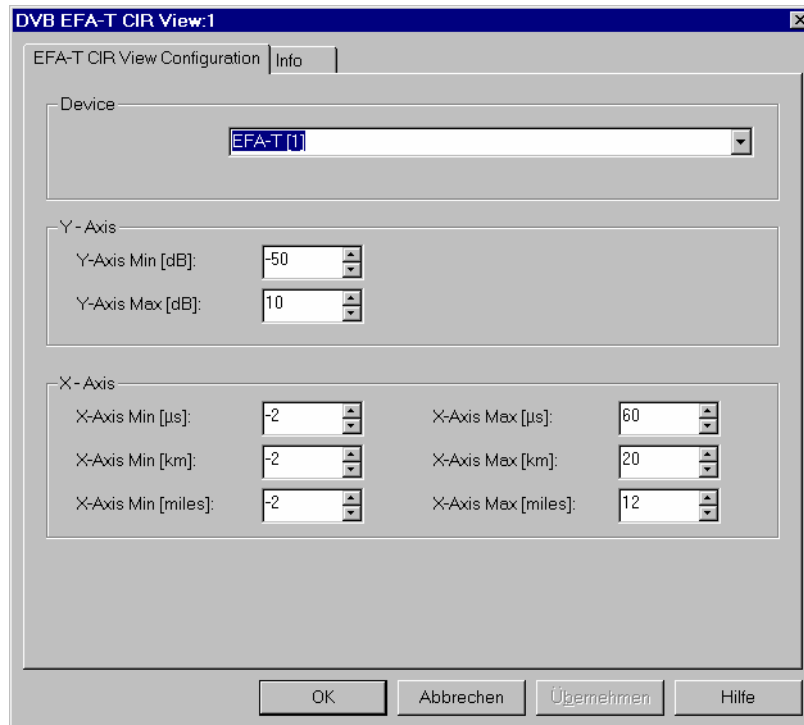 DVB EFA-T CIR View:1
EFA-T CIR View Configuration Info
Device
EFA-T [1]
Y - Axis
Y-Axis Min [dB]: -50
Y-Axis Max [dB]: 10
X - Axis
X-Axis Min [µs]: -2 X-Axis Max [µs]: 60
X-Axis Min [km]: -2 X-Axis Max [km]: 20
X-Axis Min [miles]: -2 X-Axis Max [miles]: 12
OK Abbrechen Übernehmen Hilfe